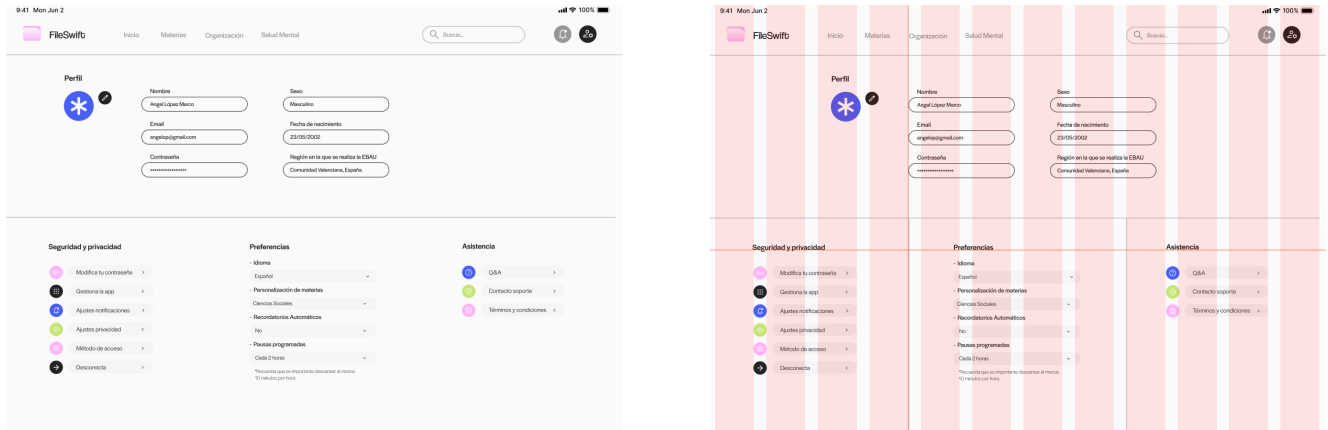 9:41 Mon Jun 2
100%
FileSwift
Inicio
Materias
Organización
Salud Mental
Buscar...
Perfil
Nombre
Angel López Marco
Sexo
Masculino
Email
angelop@gmail.com
Fecha de nacimiento
23/05/2002
Contraseña
Región en la que se realiza la EBAU
Comunidad Valenciana, España
Seguridad y privacidad
Modifica tu contraseña >
Gestiona la app >
Ajustes notificaciones >
Ajustes privacidad >
Método de acceso >
Desconecta >
Preferencias
- Idioma
Español
- Personalización de materias
Ciencias Sociales
- Recordatorios Automáticos
No
- Pausas programadas
Cada 2 horas
*Recuerda que es importante descansar al menos
10 minutos por hora.
Asistencia
Q&A >
Contacto soporte >
Términos y condiciones >
9:41 Mon Jun 2
100%
FileSwift
Inicio
Materias
Organización
Salud Mental
Buscar...
Perfil
Nombre
Angel López Marco
Sexo
Masculino
Email
angelop@gmail.com
Fecha de nacimiento
23/05/2002
Contraseña
Región en la que se realiza la EBAU
Comunidad Valenciana, España
Seguridad y privacidad
Modifica tu contraseña >
Gestiona la app >
Ajustes notificaciones >
Ajustes privacidad >
Método de acceso >
Desconecta >
Preferencias
- Idioma
Español
- Personalización de materias
Ciencias Sociales
- Recordatorios Automáticos
No
- Pausas programadas
Cada 2 horas
*Recuerda que es importante descansar al menos
10 minutos por hora.
Asistencia
Q&A >
Contacto soporte >
Términos y condiciones >